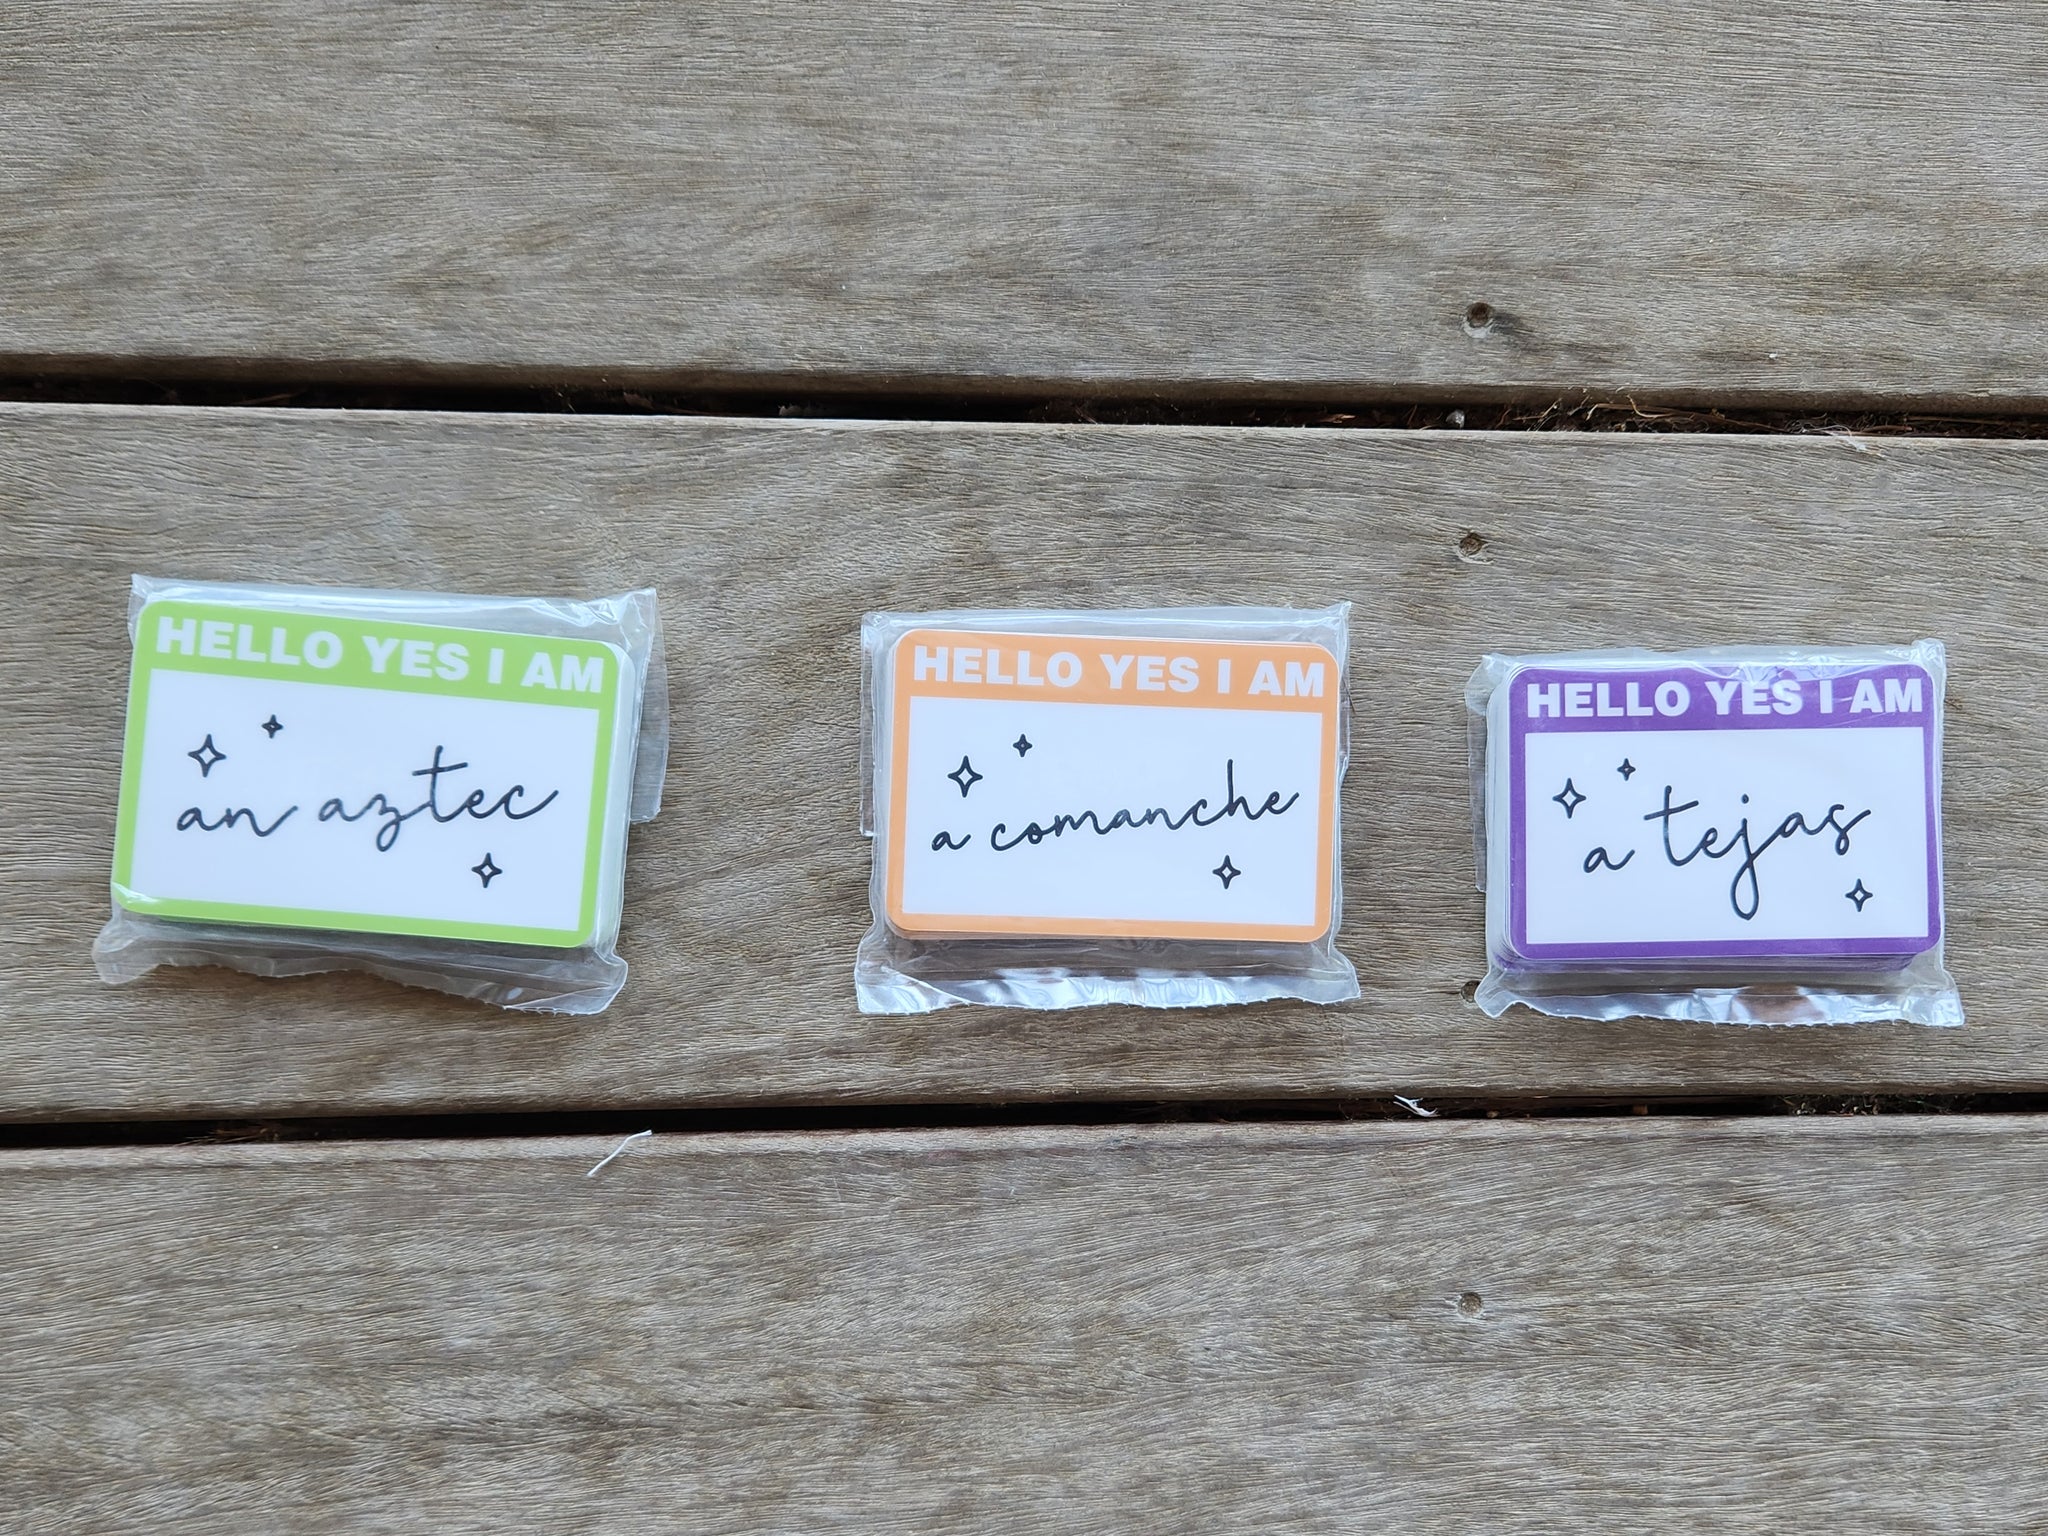 HELLO YES I AM
an aztec
HELLO YES I AM
a comanche
HELLO YES I AM
a tejas